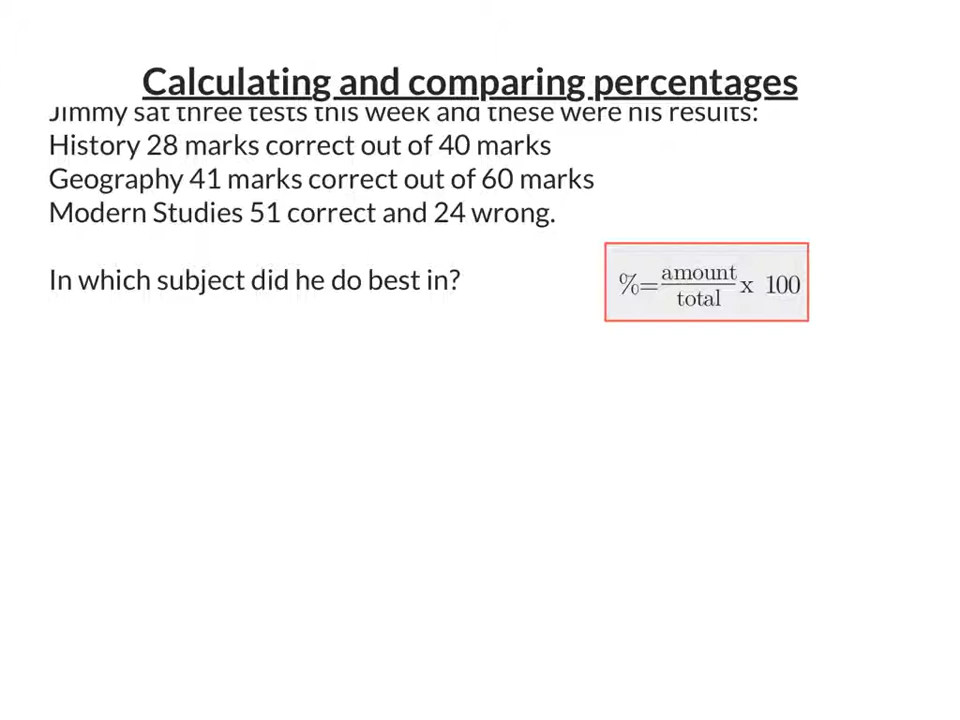 Calculating and comparing percentages
Jimmy sat three tests this week and these were his results:
History 28 marks correct out of 40 marks
Geography 41 marks correct out of 60 marks
Modern Studies 51 correct and 24 wrong.
In which subject did he do best in?
%=amount/total x 100